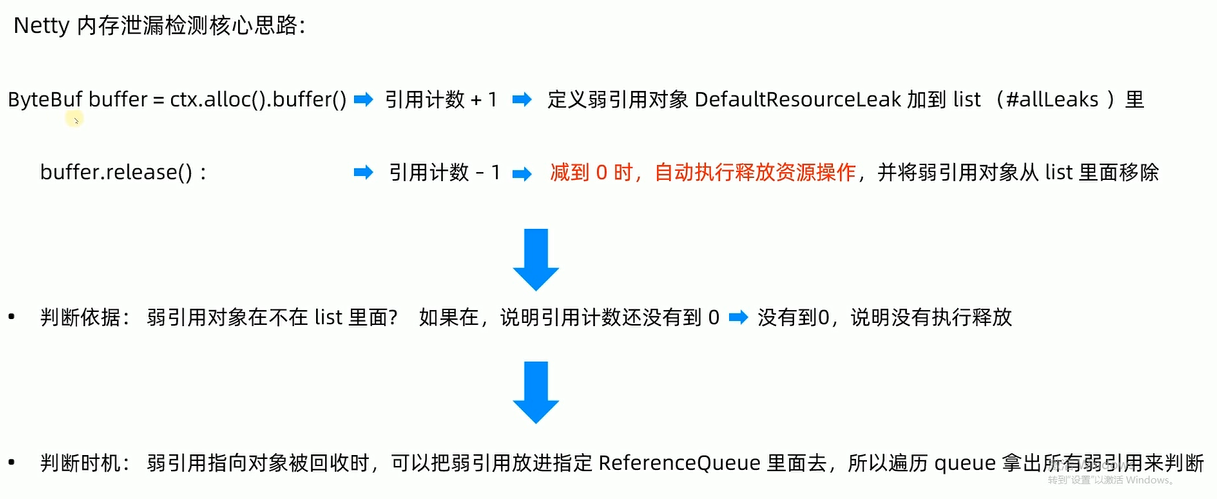 Netty 内存泄漏检测核心思路：
ByteBuf buffer = ctx.alloc().buffer() 引用计数 + 1 定义弱引用对象 DefaultResourceLeak 加到 list （#allLeaks ）里
buffer.release() ： 引用计数 – 1 减到 0 时，自动执行释放资源操作，并将弱引用对象从 list 里面移除
• 判断依据： 弱引用对象在不在 list 里面? 如果在，说明引用计数还没有到 0 没有到0，说明没有执行释放
• 判断时机： 弱引用指向对象被回收时，可以把弱引用放进指定 ReferenceQueue 里面去，所以遍历 queue 拿出所有弱引用来判断
转到"设置"以激活 Windows。